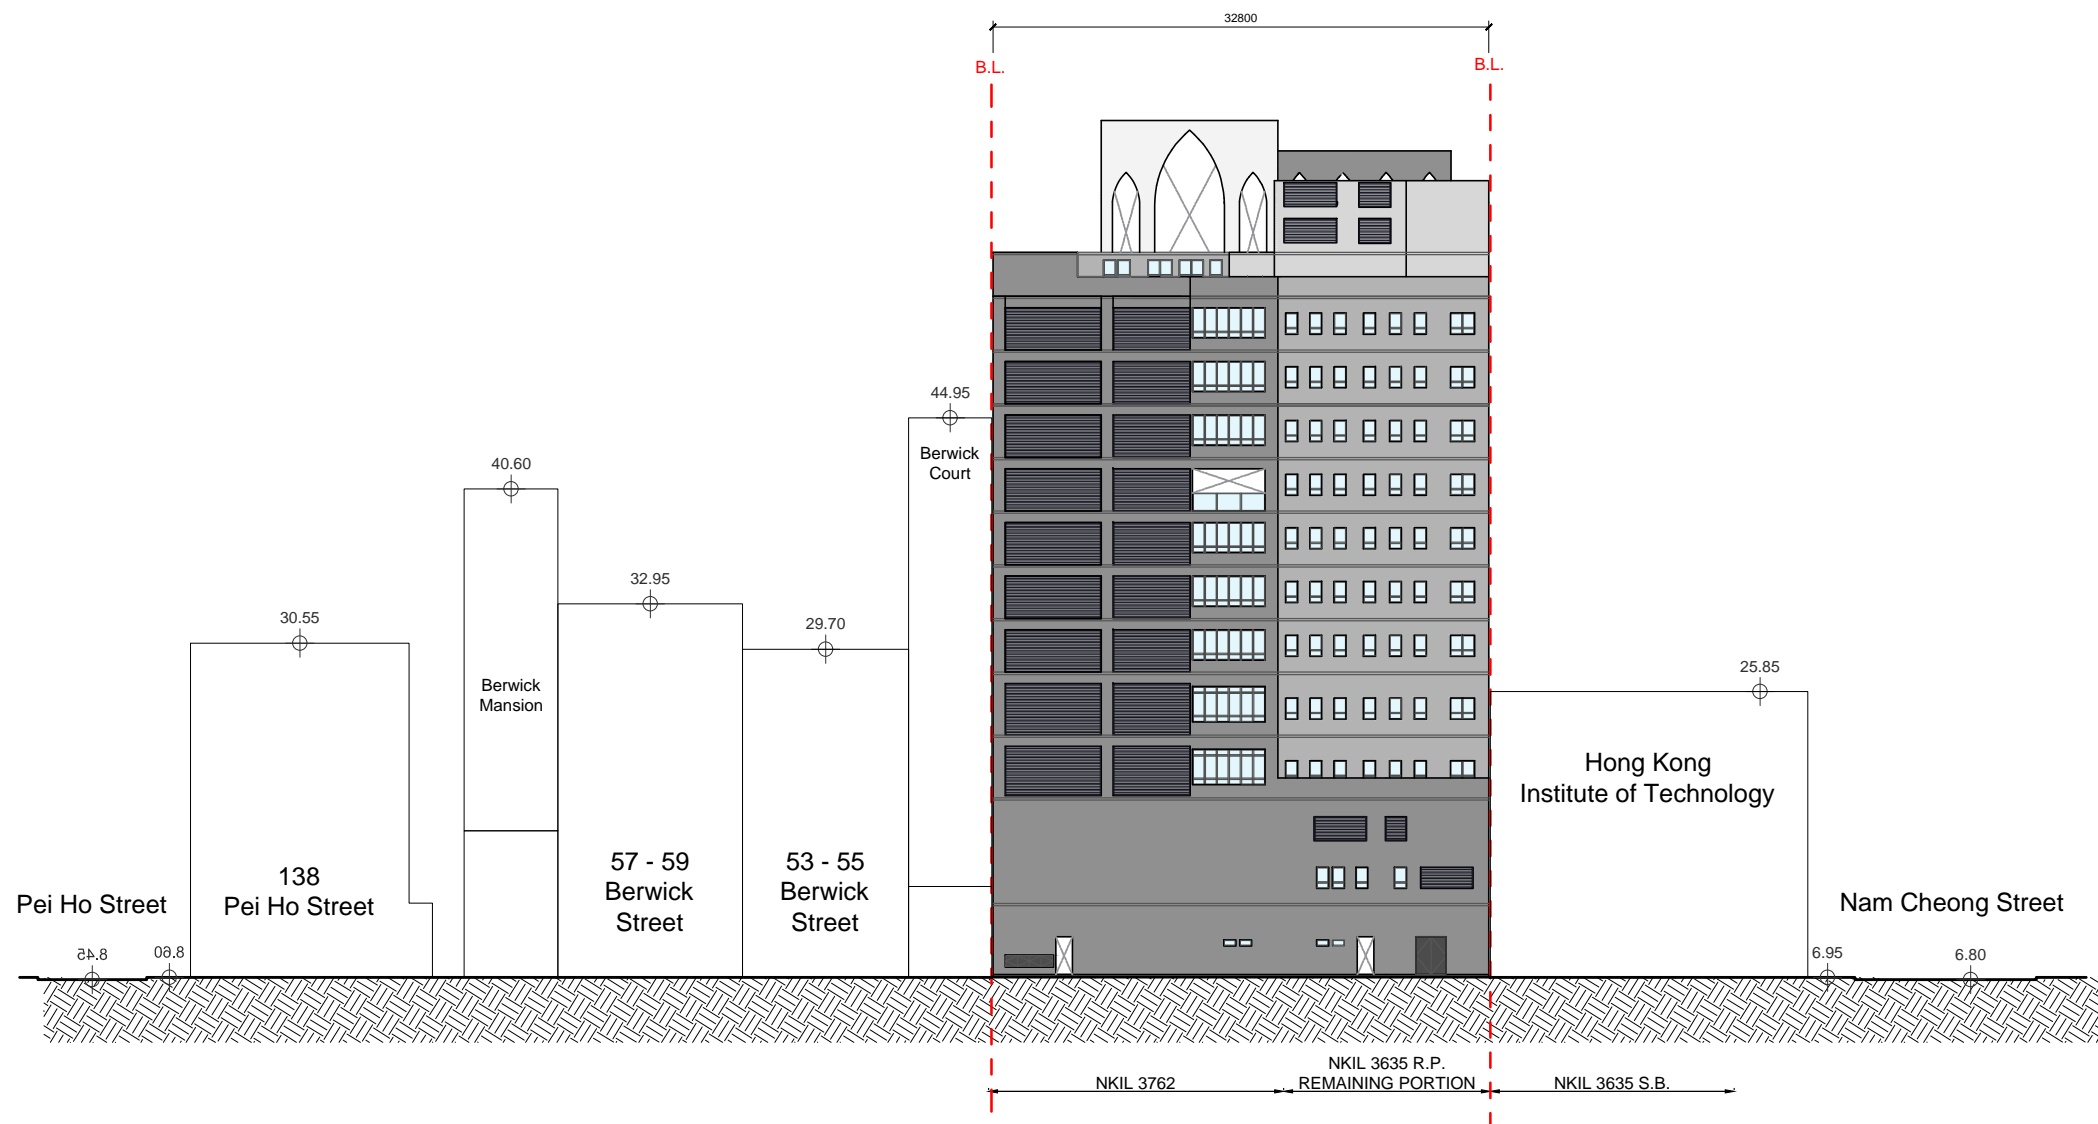 32800
B.L.
B.L.
44.95
Berwick
Court
40.60
Berwick
Mansion
32.95
30.55
29.70
25.85
Hong Kong
Institute of Technology
138
Pei Ho Street
57 - 59
Berwick
Street
53 - 55
Berwick
Street
Pei Ho Street
Nam Cheong Street
8.45
8.60
6.95
6.80
NKIL 3762
NKIL 3635 R.P.
REMAINING PORTION
NKIL 3635 S.B.